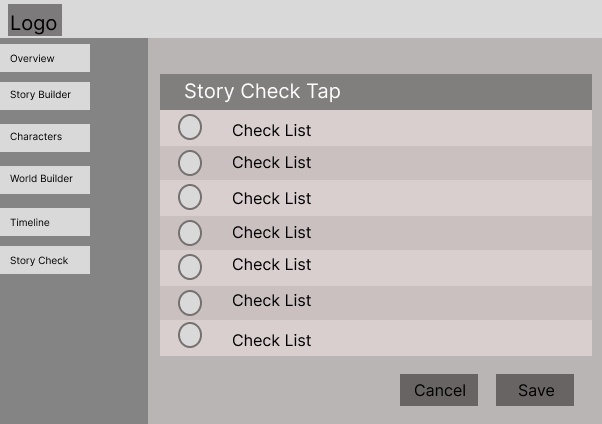 Logo
Overview
Story Builder
Characters
World Builder
Timeline
Story Check
Story Check Tap
Check List
Check List
Check List
Check List
Check List
Check List
Check List
Cancel
Save